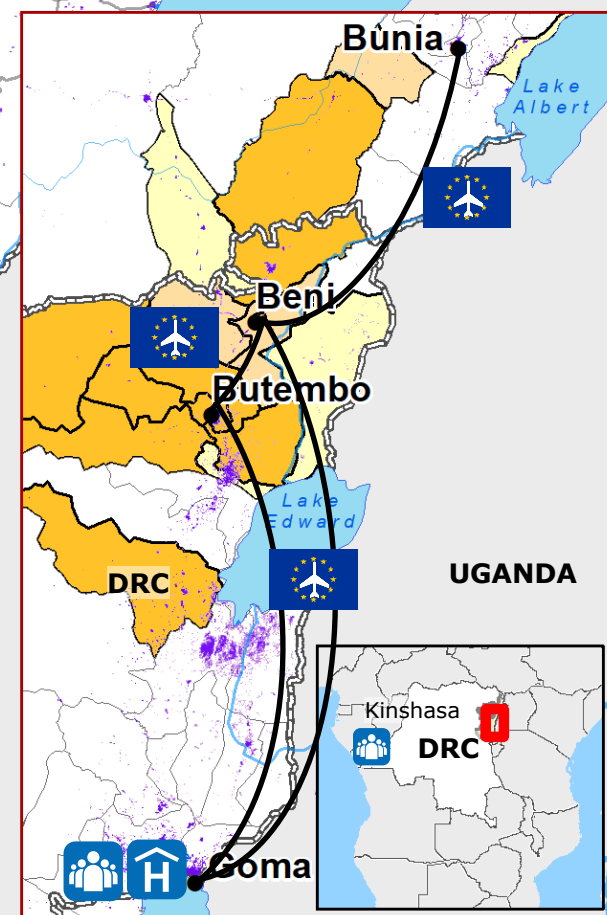 Bunia
Lake
Albert
Beni
Butembo
Lake
Edward
DRC
UGANDA
Kinshasa
DRC
H
Goma